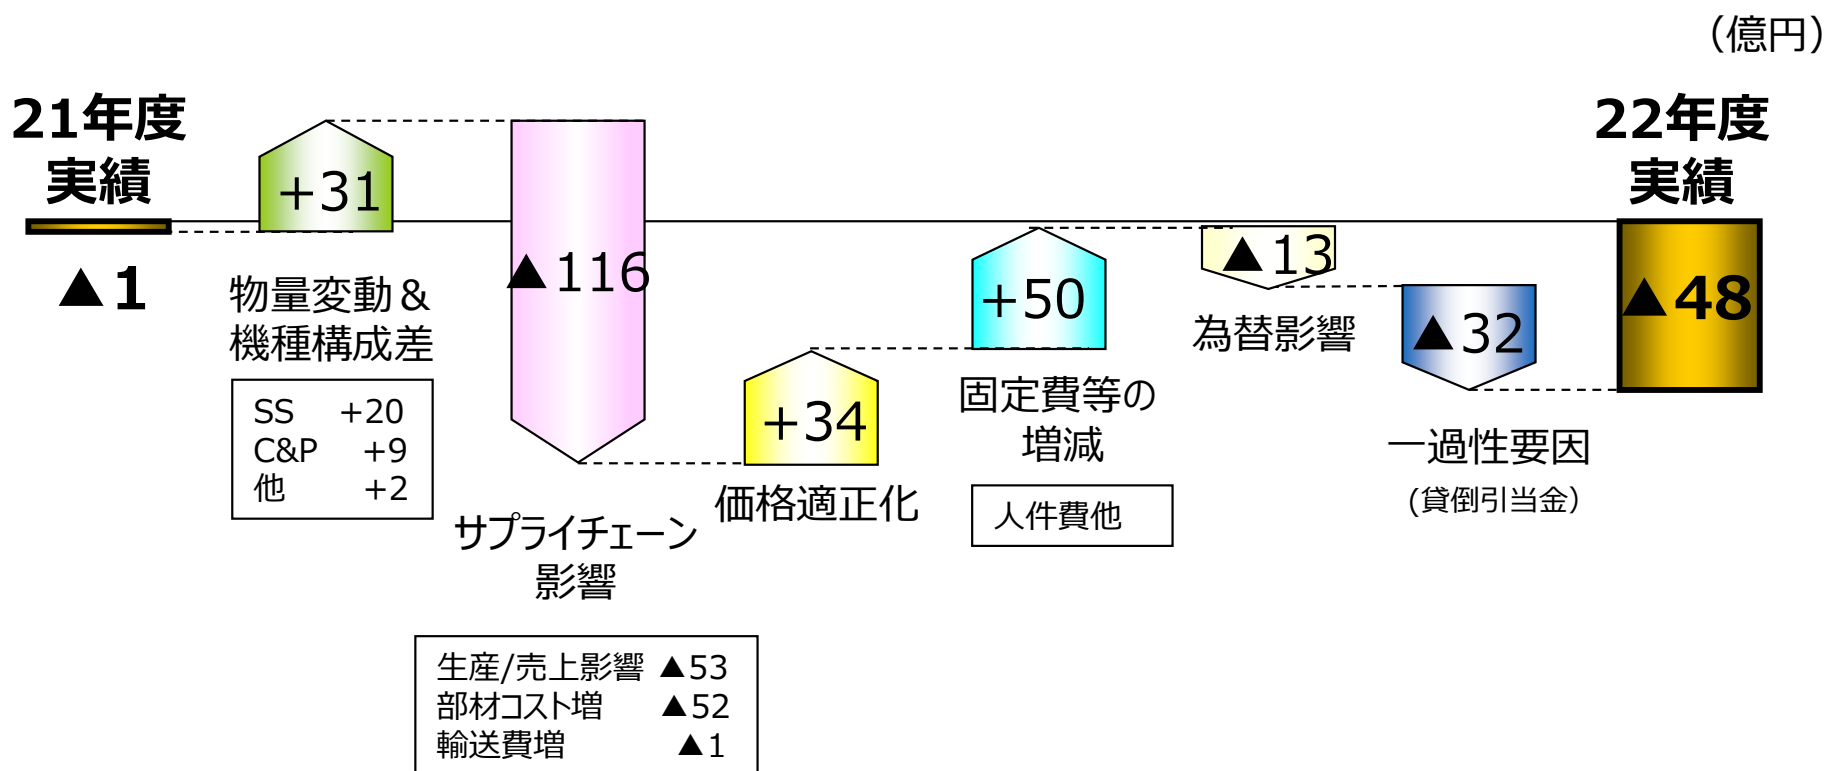 （億円）
21年度
実績
▲1
+31
物量変動＆
機種構成差
SS +20
C&P +9
他 +2
▲116
サプライチェーン
影響
生産/売上影響 ▲53
部材コスト増 ▲52
輸送費増 ▲1
+34
価格適正化
+50
固定費等の
増減
人件費他
▲13
為替影響
▲32
一過性要因
(貸倒引当金）
22年度
実績
▲48